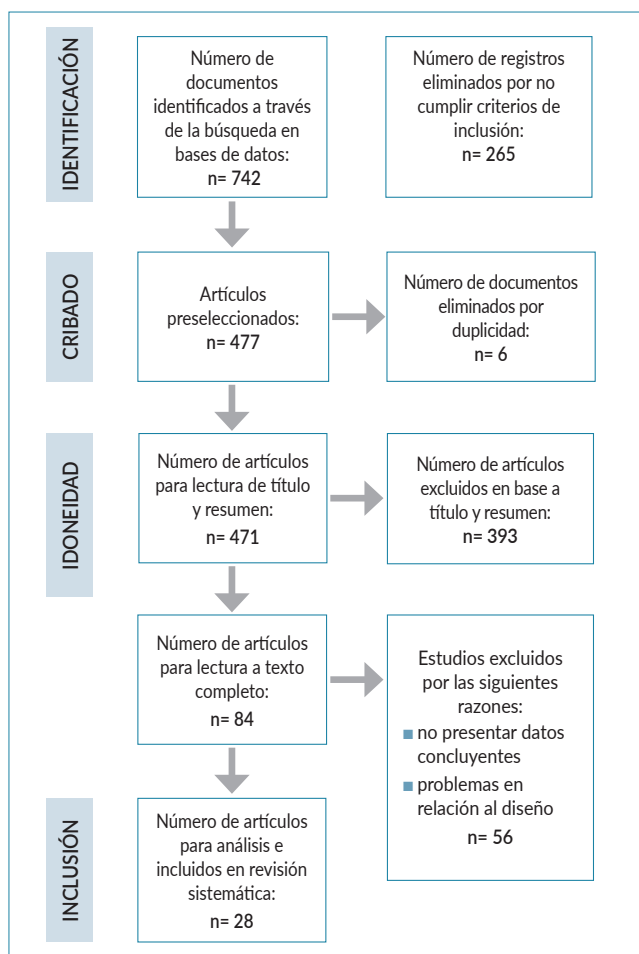 IDENTIFICACIÓN
Número de
documentos
identificados a través
de la búsqueda en
bases de datos:
n= 742
Número de registros
eliminados por no
cumplir criterios de
inclusión:
n= 265
CRIBADO
Artículos
preseleccionados:
n= 477
Número de documentos
eliminados por
duplicidad:
n= 6
IDONEIDAD
Número de artículos
para lectura de título
y resumen:
n= 471
Número de artículos
excluidos en base a
título y resumen:
n= 393
Número de artículos
para lectura a texto
completo:
n= 84
Estudios excluidos
por las siguientes
razones:
no presentar datos
concluyentes
problemas en
relación al diseño
n= 56
INCLUSIÓN
Número de artículos
para análisis e
incluidos en revisión
sistemática:
n= 28